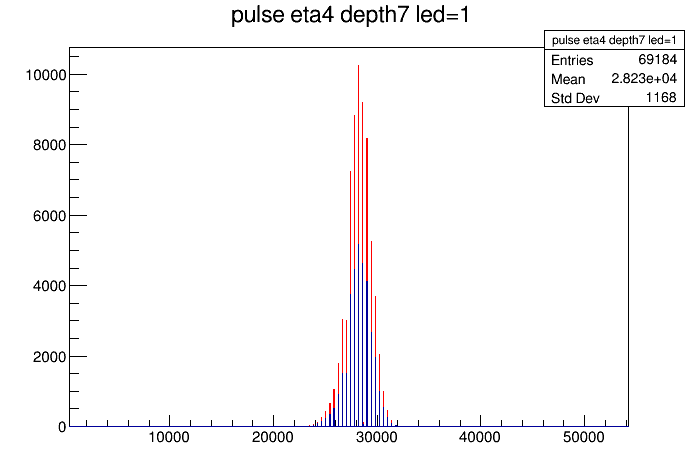 pulse eta4 depth7 led=1
pulse eta4 depth7 led=1
Entries 69184
Mean 2.823e+04
Std Dev 1168
10000
8000
6000
4000
2000
0
10000 20000 30000 40000 50000